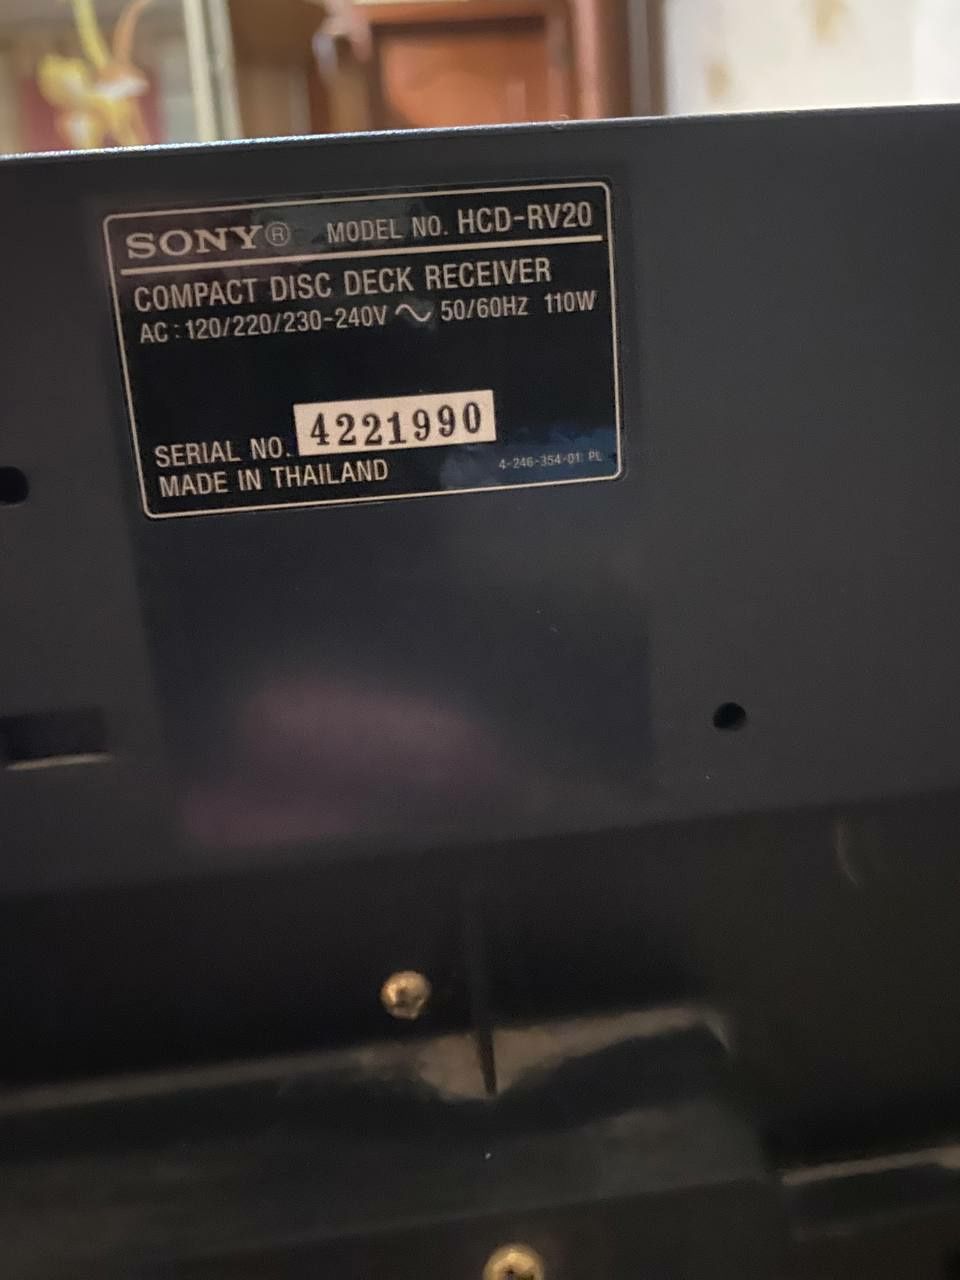 SONY® MODEL NO. HCD-RV20
COMPACT DISC DECK RECEIVER
AC : 120/220/230-240V ~ 50/60HZ 110W
SERIAL NO. 4221990
MADE IN THAILAND 4-246-354-01 PL